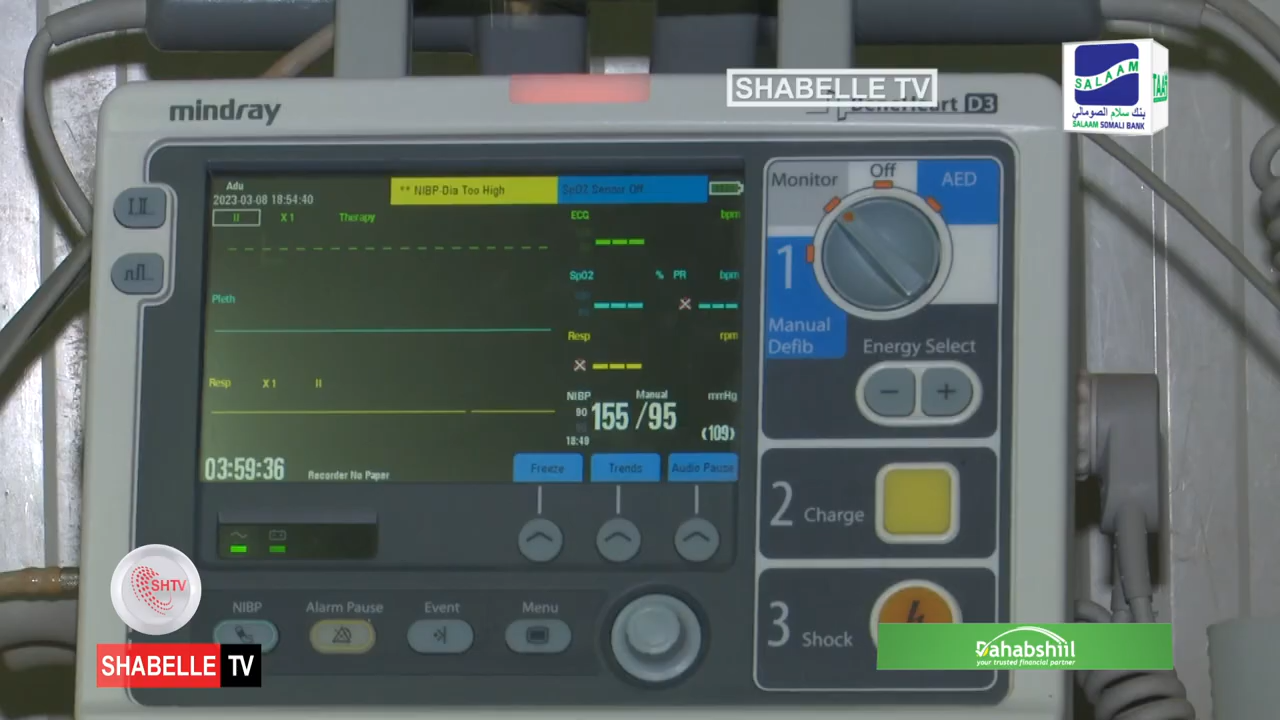 SHABELLE TV
mindray
BeneHeart D3
SALAAM
TAAJ
بنك سلام الصومالي
SALAAM SOMALI BANK
Adu
2023-03-08 18:54:40
** NIBP-Dia Too High
SpO2 Sensor Off
II X1 Therapy
ECG bpm
Pleth
SpO2 % PR bpm
Resp rpm
Resp X1 II
NIBP Manual mmHg
90 155 /95
(109)
18:49
03:59:36
Recorder No Paper
Freeze Trends Audio Pause
Monitor Off AED
1
Manual
Defib
Energy Select
2 Charge
3 Shock
NIBP Alarm Pause Event Menu
SHTV
SHABELLE TV
Dahabshiil
your trusted financial partner